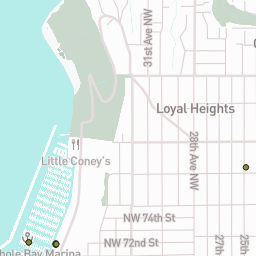 31st Ave NW
Loyal Heights
28th Ave NW
Little Coney's
NW 74th St
NW 72nd St
hole Bay Marina
27th
25th